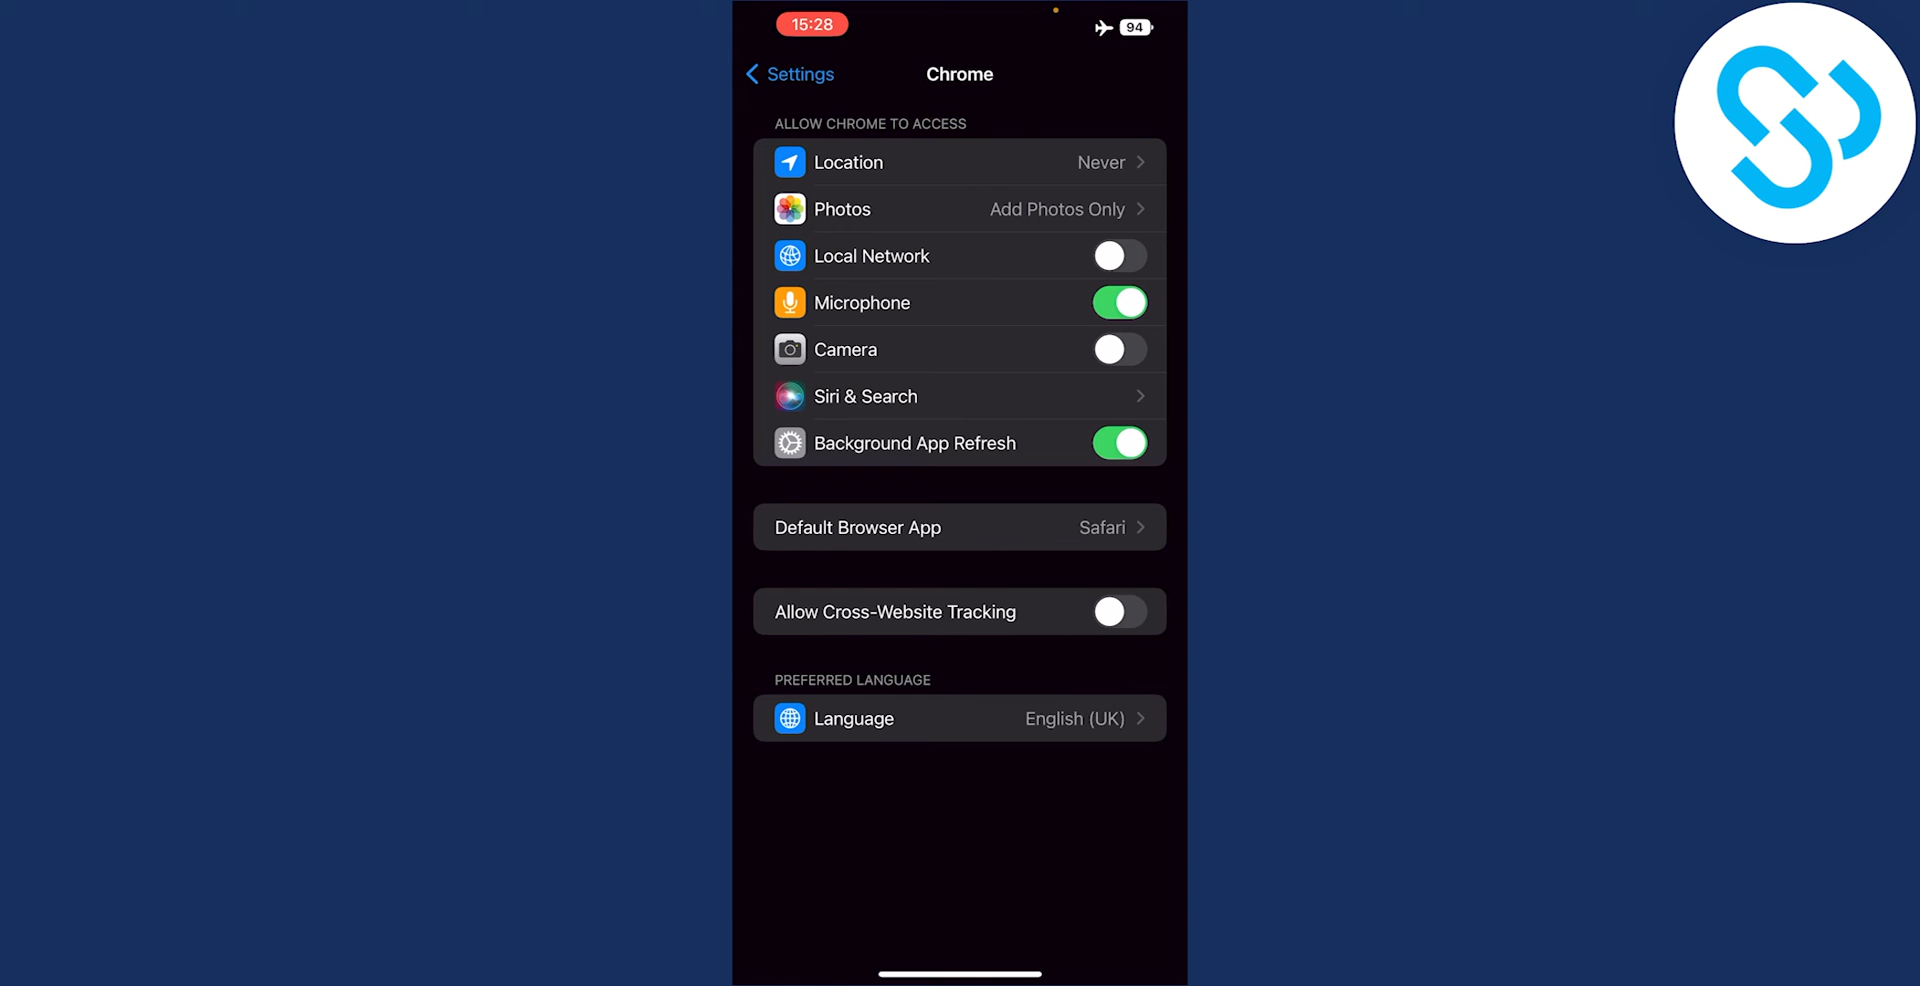 15:28
94
Settings
Chrome
ALLOW CHROME TO ACCESS
Location Never
Photos Add Photos Only
Local Network
Microphone
Camera
Siri & Search
Background App Refresh
Default Browser App Safari
Allow Cross-Website Tracking
PREFERRED LANGUAGE
Language English (UK)